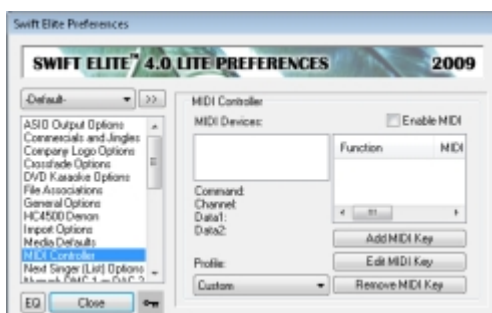 Swift Elite Preferences
SWIFT ELITE™ 4.0 LITE PREFERENCES 2009
-Default-
>>
ASIO Output Options
Commercials and Jingles
Company Logo Options
Crossfade Options
DVD Karaoke Options
File Associations
General Options
HC4500 Denon
Import Options
Media Defaults
MIDI Controller
Next Singer (List) Options
EQ
Close
MIDI Controller
MIDI Devices:
Enable MIDI
Function MIDI
Command:
Channel:
Data1:
Data2:
Profile:
Custom
Add MIDI Key
Edit MIDI Key
Remove MIDI Key